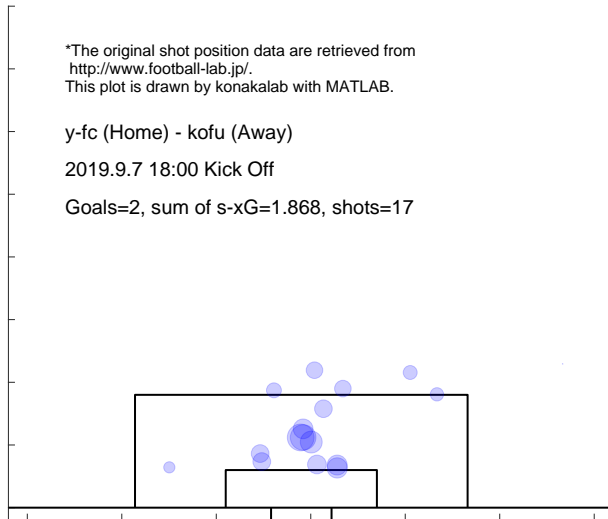 *The original shot position data are retrieved from
http://www.football-lab.jp/.
This plot is drawn by konakalab with MATLAB.
y-fc (Home) - kofu (Away)
2019.9.7 18:00 Kick Off
Goals=2, sum of s-xG=1.868, shots=17